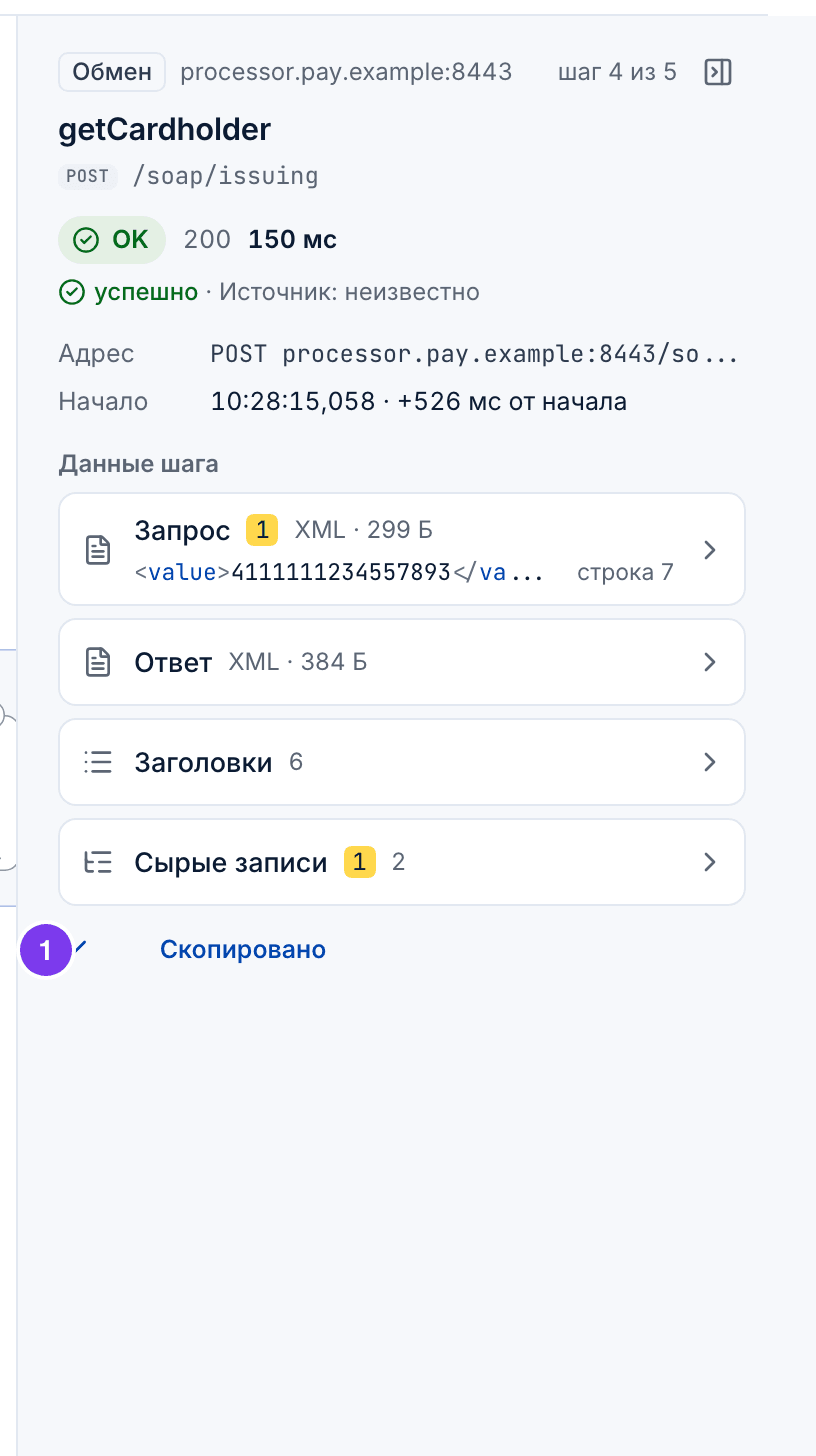 Обмен processor.pay.example:8443 шаг 4 из 5
getCardholder
POST /soap/issuing
OK 200 150 мс
успешно · Источник: неизвестно
Адрес POST processor.pay.example:8443/so...
Начало 10:28:15,058 · +526 мс от начала
Данные шага
Запрос 1 XML · 299 Б
<value>4111111234557893</va... строка 7
Ответ XML · 384 Б
Заголовки 6
Сырые записи 1 2
1 Скопировано